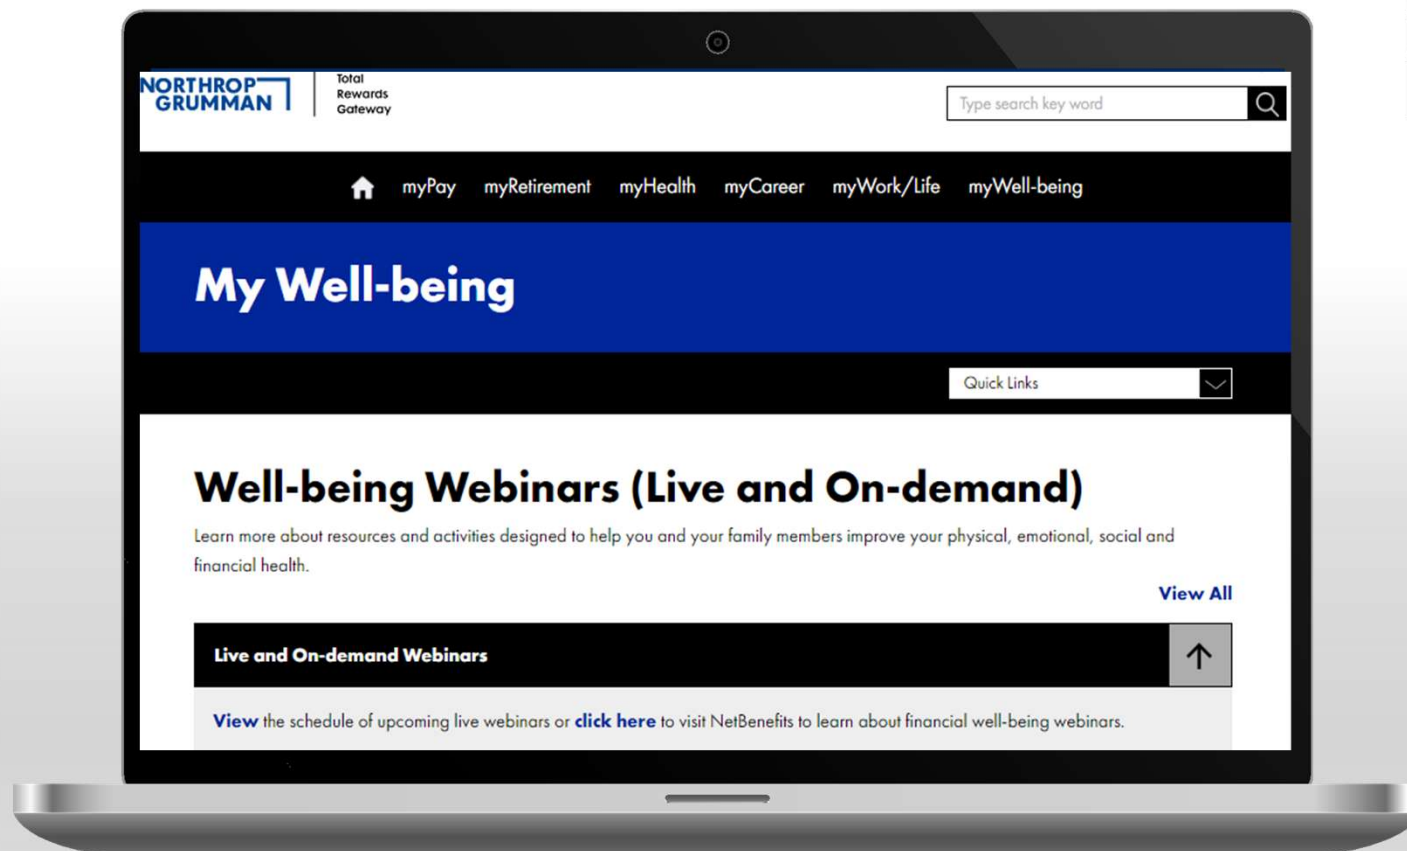 NORTHROP
GRUMMAN
Total
Rewards
Gateway
Type search key word
myPay myRetirement myHealth myCareer myWork/Life myWell-being
My Well-being
Quick Links
Well-being Webinars (Live and On-demand)
Learn more about resources and activities designed to help you and your family members improve your physical, emotional, social and
financial health.
View All
Live and On-demand Webinars
View the schedule of upcoming live webinars or click here to visit NetBenefits to learn about financial well-being webinars.